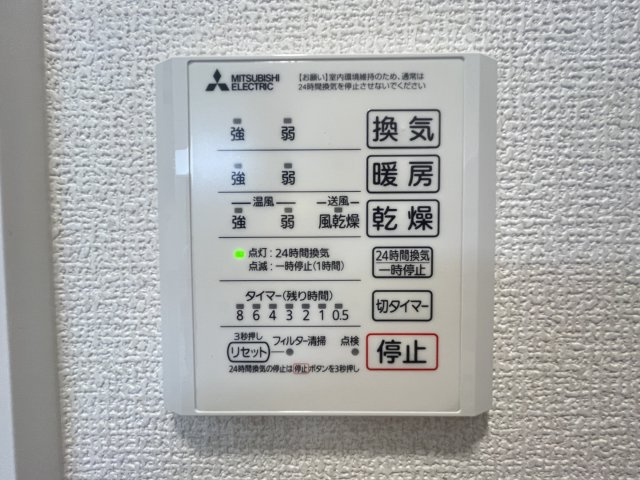 MITSUBISHI
ELECTRIC
【お願い】室内環境維持のため、通常は
24時間換気を停止させないでください
強 弱 換気
強 弱 暖房
温風 送風
強 弱 風乾燥 乾燥
点灯：24時間換気
点滅：一時停止(1時間)
24時間換気
一時停止
タイマー(残り時間)
8 6 4 3 2 1 0.5
切タイマー
3秒押し
リセット フィルター清掃 点検
停止
24時間換気の停止は停止ボタンを3秒押し